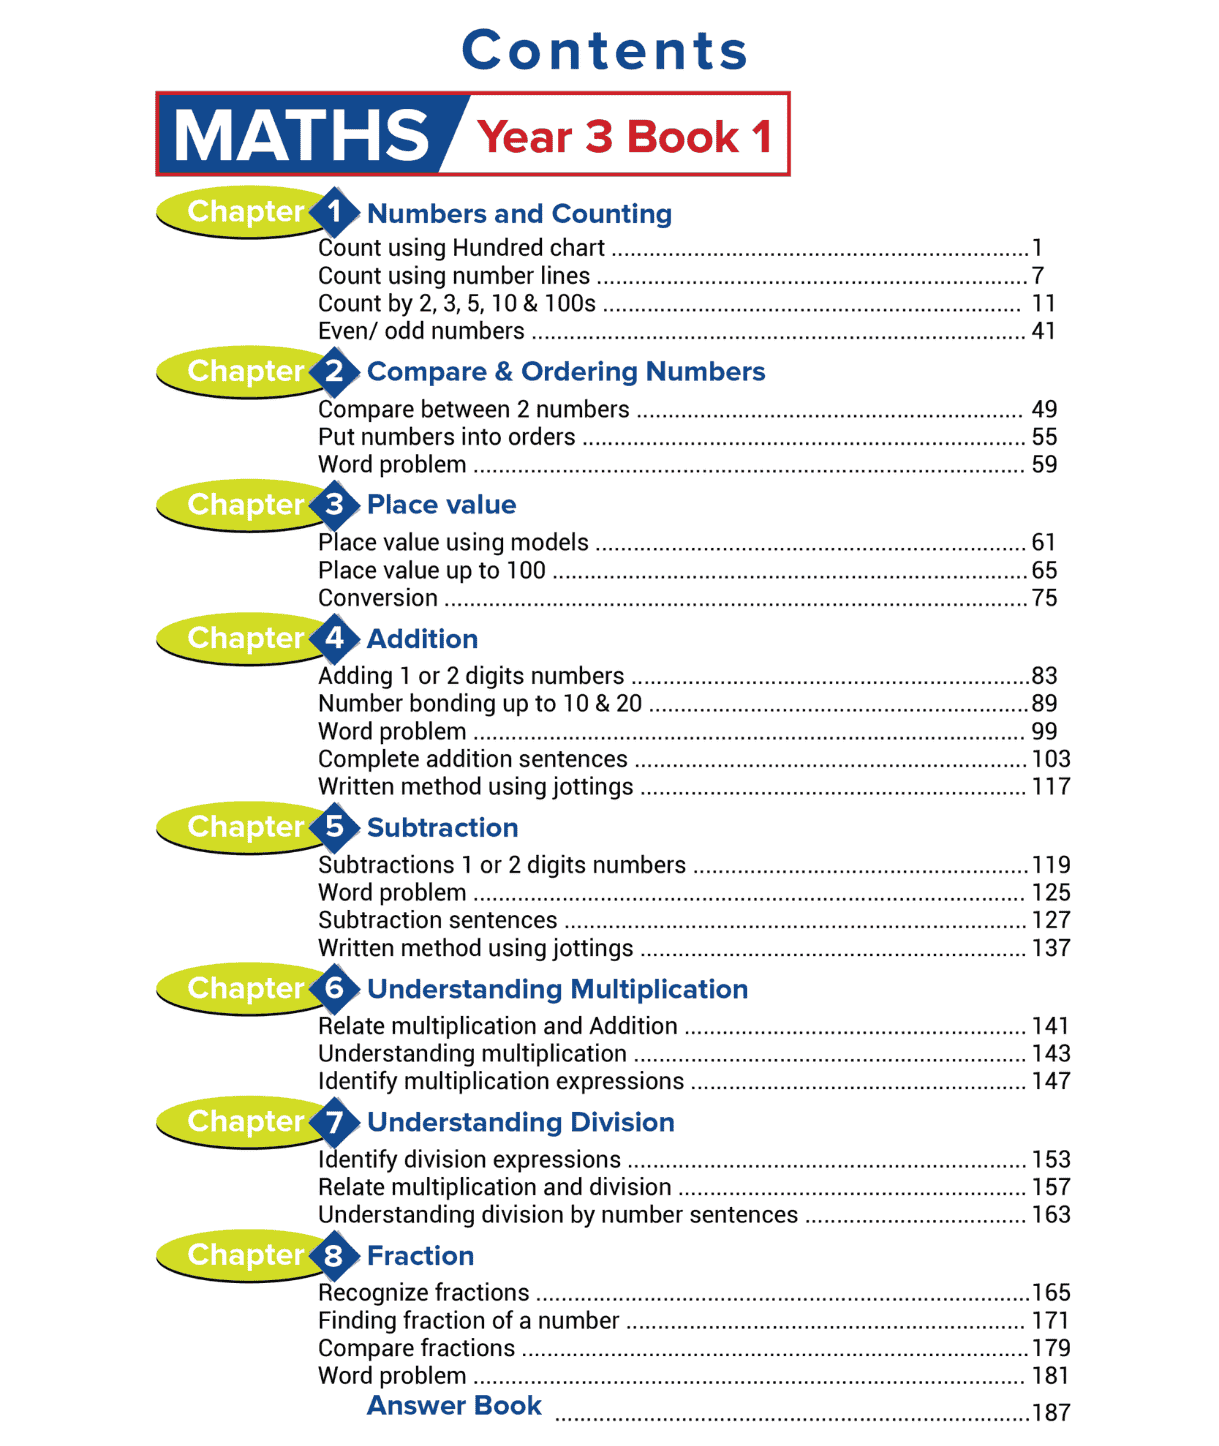 Contents
MATHS Year 3 Book 1
Chapter 1 Numbers and Counting
Count using Hundred chart ........................................................................1
Count using number lines ........................................................................7
Count by 2, 3, 5, 10 & 100s ........................................................................ 11
Even/ odd numbers ........................................................................ 41
Chapter 2 Compare & Ordering Numbers
Compare between 2 numbers ........................................................................ 49
Put numbers into orders ........................................................................ 55
Word problem ........................................................................ 59
Chapter 3 Place value
Place value using models ........................................................................ 61
Place value up to 100 ........................................................................ 65
Conversion ........................................................................ 75
Chapter 4 Addition
Adding 1 or 2 digits numbers ........................................................................83
Number bonding up to 10 & 20 ........................................................................89
Word problem ........................................................................ 99
Complete addition sentences ........................................................................ 103
Written method using jottings ........................................................................ 117
Chapter 5 Subtraction
Subtractions 1 or 2 digits numbers ........................................................................119
Word problem ........................................................................ 125
Subtraction sentences ........................................................................ 127
Written method using jottings ........................................................................ 137
Chapter 6 Understanding Multiplication
Relate multiplication and Addition ........................................................................ 141
Understanding multiplication ........................................................................ 143
Identify multiplication expressions ........................................................................ 147
Chapter 7 Understanding Division
Identify division expressions ........................................................................ 153
Relate multiplication and division ........................................................................ 157
Understanding division by number sentences ........................................................................ 163
Chapter 8 Fraction
Recognize fractions ........................................................................165
Finding fraction of a number ........................................................................ 171
Compare fractions ........................................................................179
Word problem ........................................................................ 181
Answer Book ........................................................................187